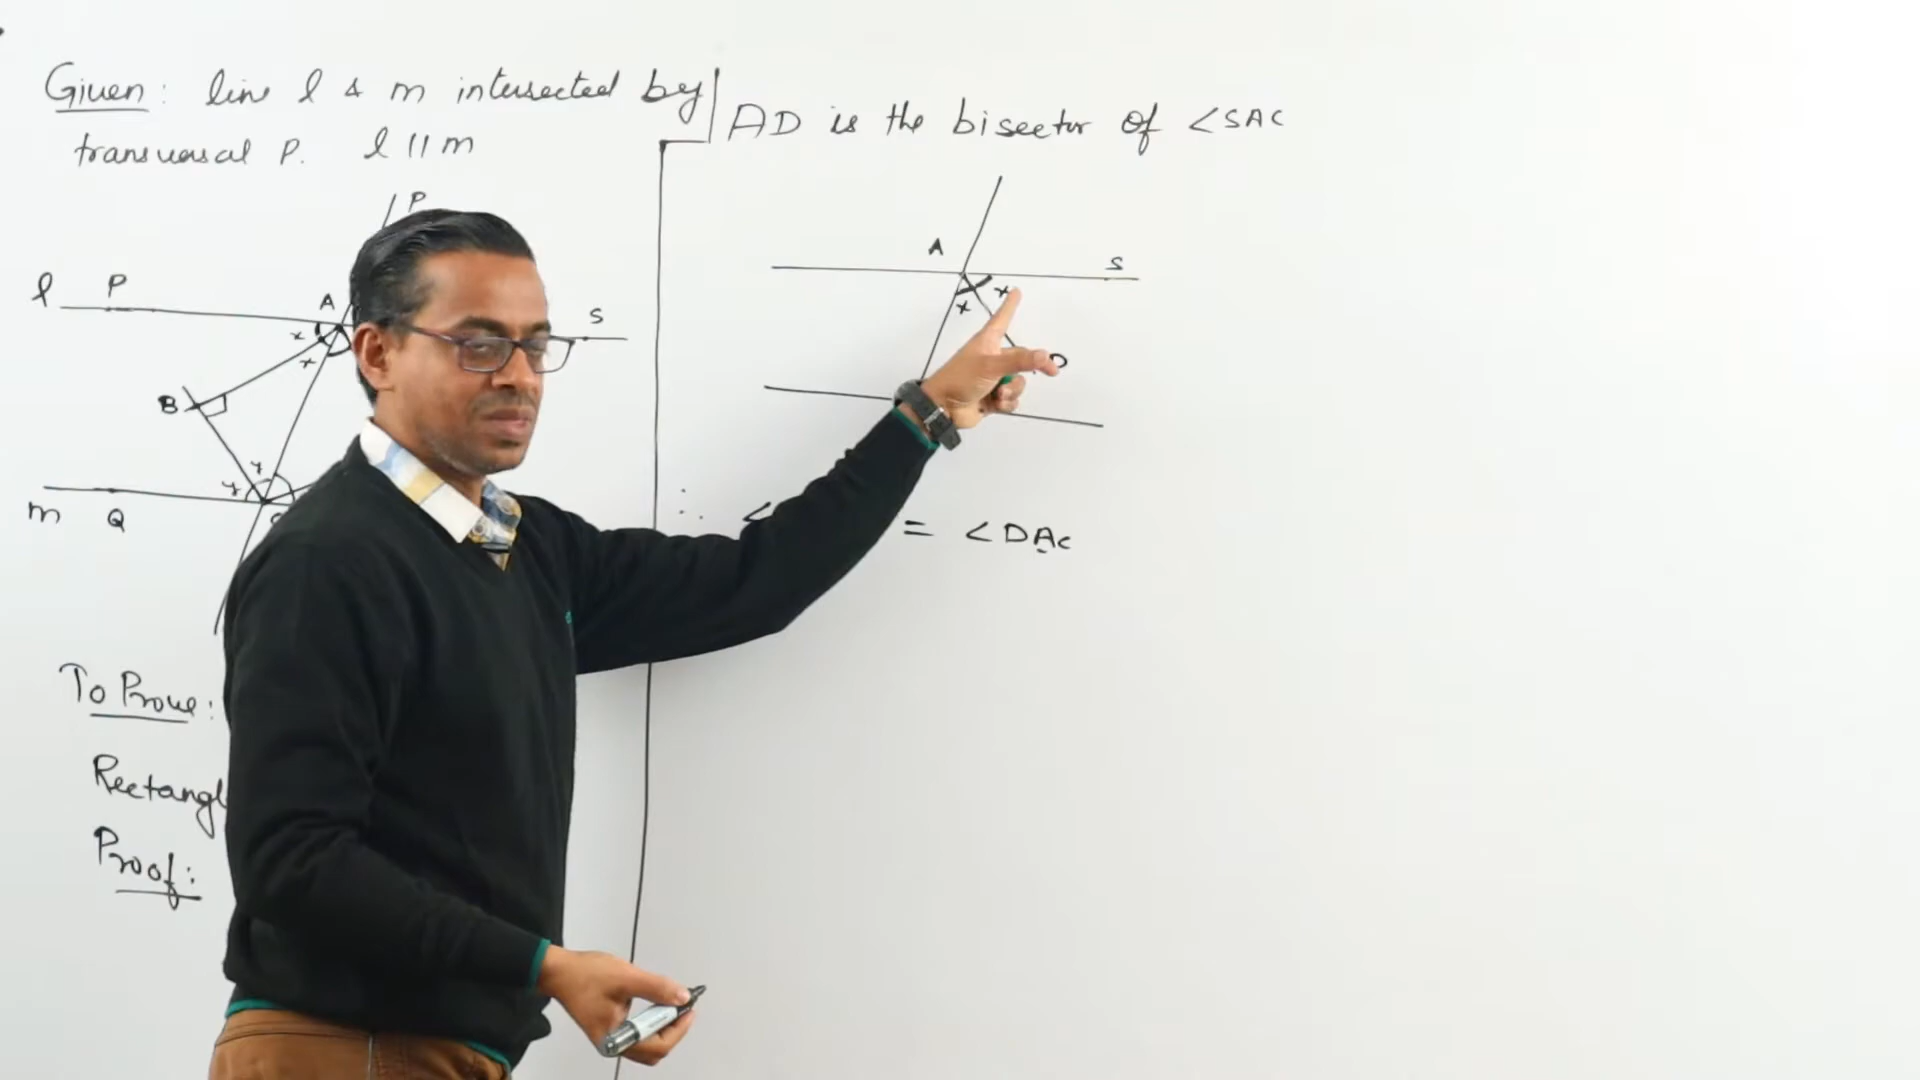 Given: line l & m intersected by
transversal P. l || m
P
l P A S
x
x
B
y
y
m Q
To Prove:
Rectangl
Proof:
AD is the bisector of ∠SAC
A S
x
x
D
∴ ∠ = ∠DAC